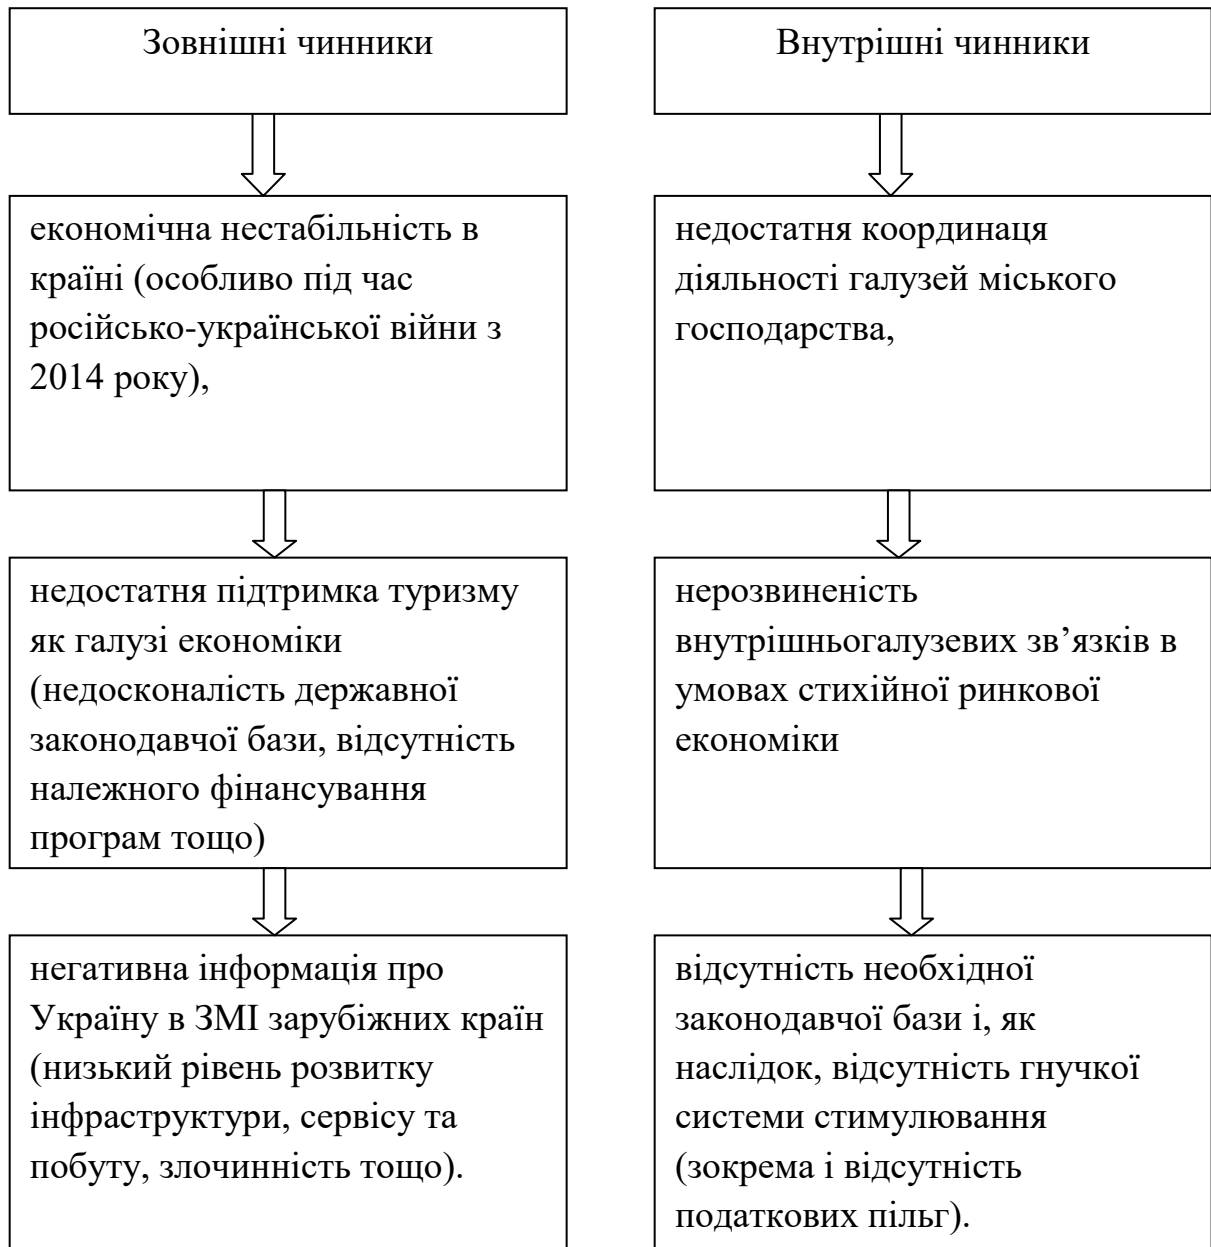 Зовнішні чинники
економічна нестабільність в
країні (особливо під час
російсько-української війни з
2014 року),
недостатня підтримка туризму
як галузі економіки
(недосконалість державної
законодавчої бази, відсутність
належного фінансування
програм тощо)
негативна інформація про
Україну в ЗМІ зарубіжних країн
(низький рівень розвитку
інфраструктури, сервісу та
побуту, злочинність тощо).
Внутрішні чинники
недостатня координаця
діяльності галузей міського
господарства,
нерозвиненість
внутрішньогалузевих зв’язків в
умовах стихійної ринкової
економіки
відсутність необхідної
законодавчої бази і, як
наслідок, відсутність гнучкої
системи стимулювання
(зокрема і відсутність
податкових пільг).